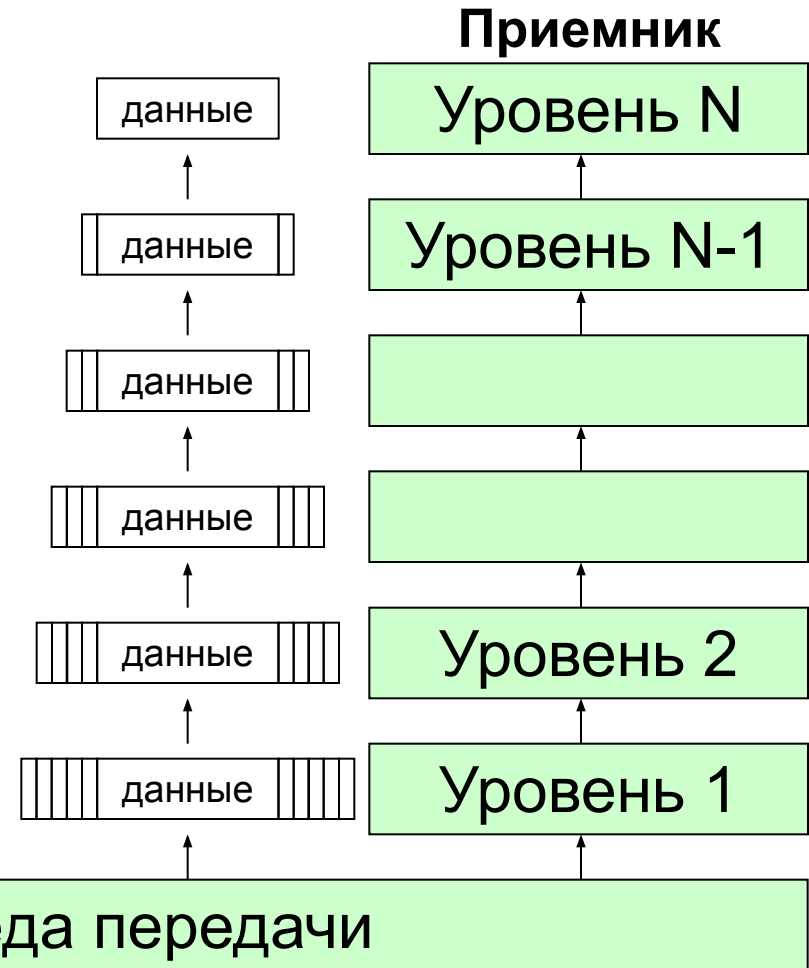 Приемник
данные
Уровень N
данные
Уровень N-1
данные
данные
данные
Уровень 2
данные
Уровень 1
еда передачи